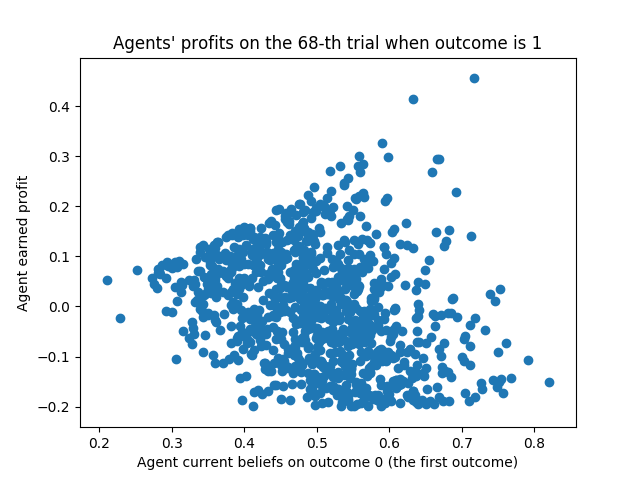 Agents' profits on the 68-th trial when outcome is 1
Agent earned profit
0.4
0.3
0.2
0.1
0.0
−0.1
−0.2
0.2 0.3 0.4 0.5 0.6 0.7 0.8
Agent current beliefs on outcome 0 (the first outcome)